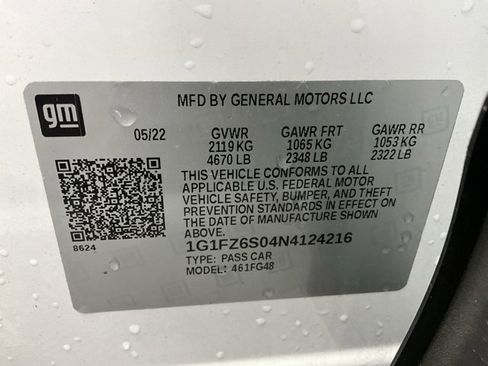 gm
MFD BY GENERAL MOTORS LLC
05/22 GVWR GAWR FRT GAWR RR
2119 KG 1065 KG 1053 KG
4670 LB 2348 LB 2322 LB
THIS VEHICLE CONFORMS TO ALL
APPLICABLE U.S. FEDERAL MOTOR
VEHICLE SAFETY, BUMPER, AND THEFT
PREVENTION STANDARDS IN EFFECT ON
THE DATE OF MANUFACTURE SHOWN
ABOVE.
8624
1G1FZ6S04N4124216
TYPE: PASS CAR
MODEL: 461FG48